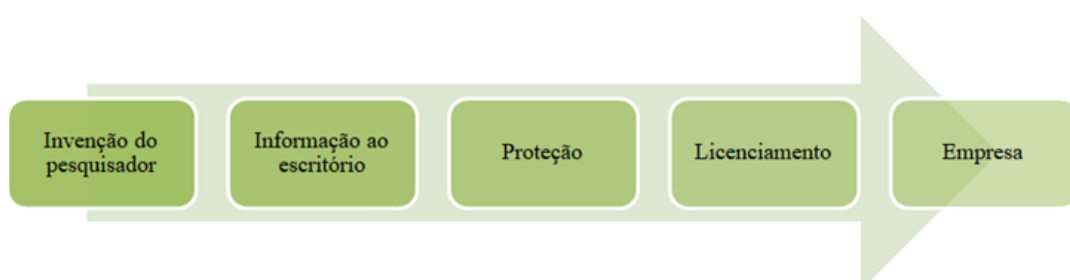 Invenção do
pesquisador
Informação ao
escritório
Proteção
Licenciamento
Empresa